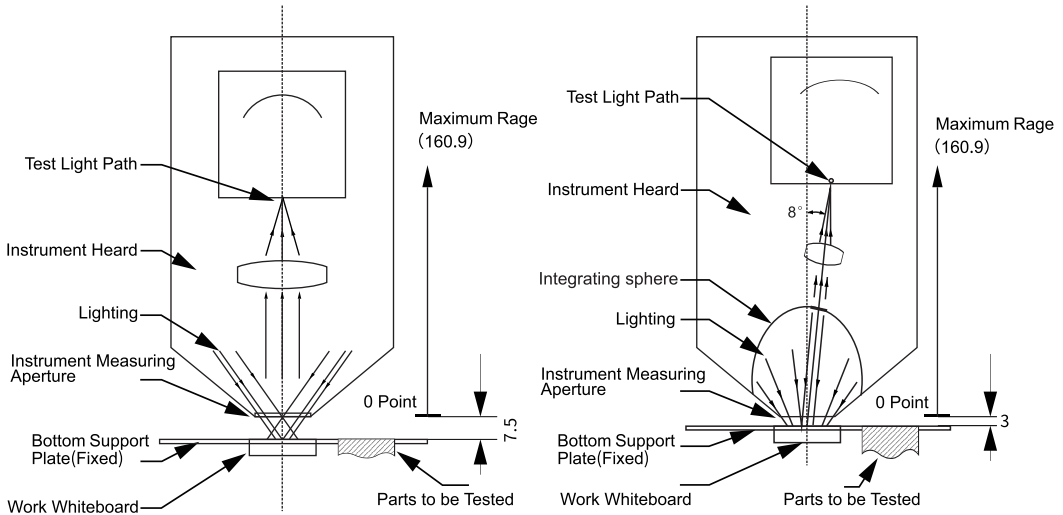 Test Light Path
Instrument Heard
Lighting
Instrument Measuring
Aperture
Bottom Support
Plate(Fixed)
Work Whiteboard
Maximum Rage
(160.9)
0 Point
7.5
Parts to be Tested
Test Light Path
Instrument Heard
8°
Integrating sphere
Lighting
Instrument Measuring
Aperture
Bottom Support
Plate(Fixed)
Work Whiteboard
Maximum Rage
(160.9)
0 Point
3
Parts to be Tested